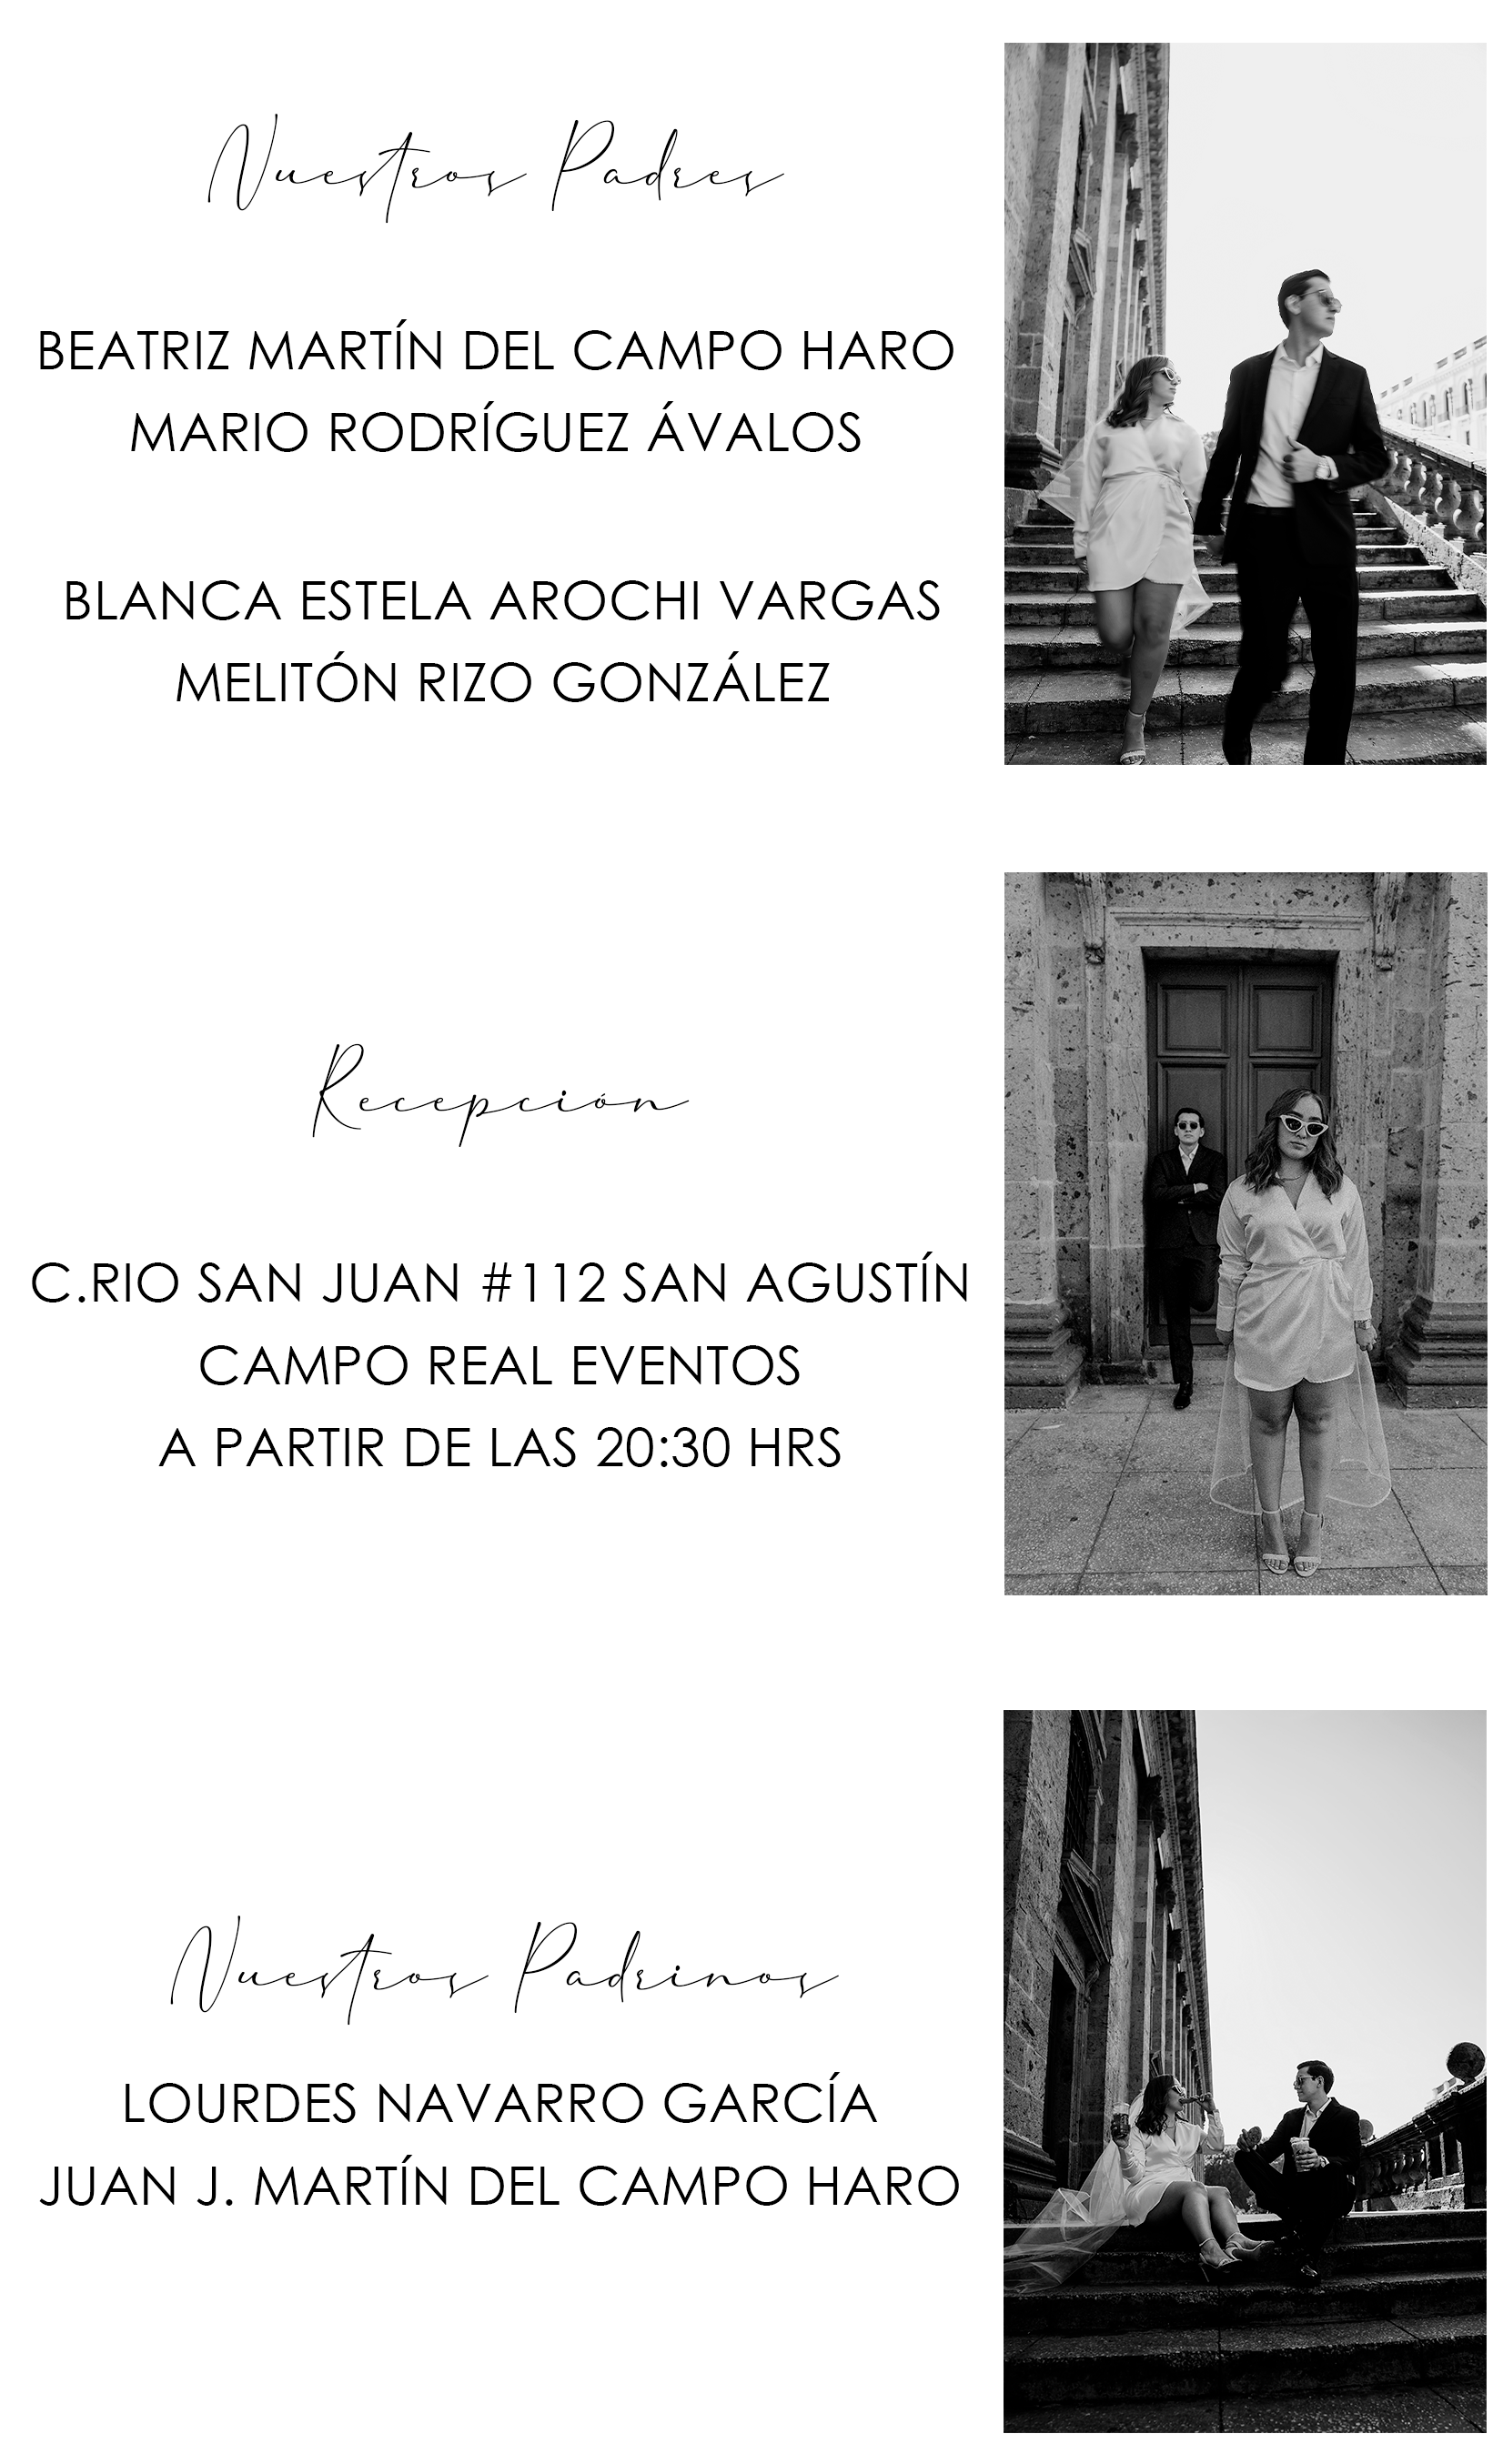 Nuestros Padres
BEATRIZ MARTÍN DEL CAMPO HARO
MARIO RODRÍGUEZ ÁVALOS
BLANCA ESTELA AROCHI VARGAS
MELITÓN RIZO GONZÁLEZ
Recepción
C.RIO SAN JUAN #112 SAN AGUSTÍN
CAMPO REAL EVENTOS
A PARTIR DE LAS 20:30 HRS
Nuestros Padrinos
LOURDES NAVARRO GARCÍA
JUAN J. MARTÍN DEL CAMPO HARO